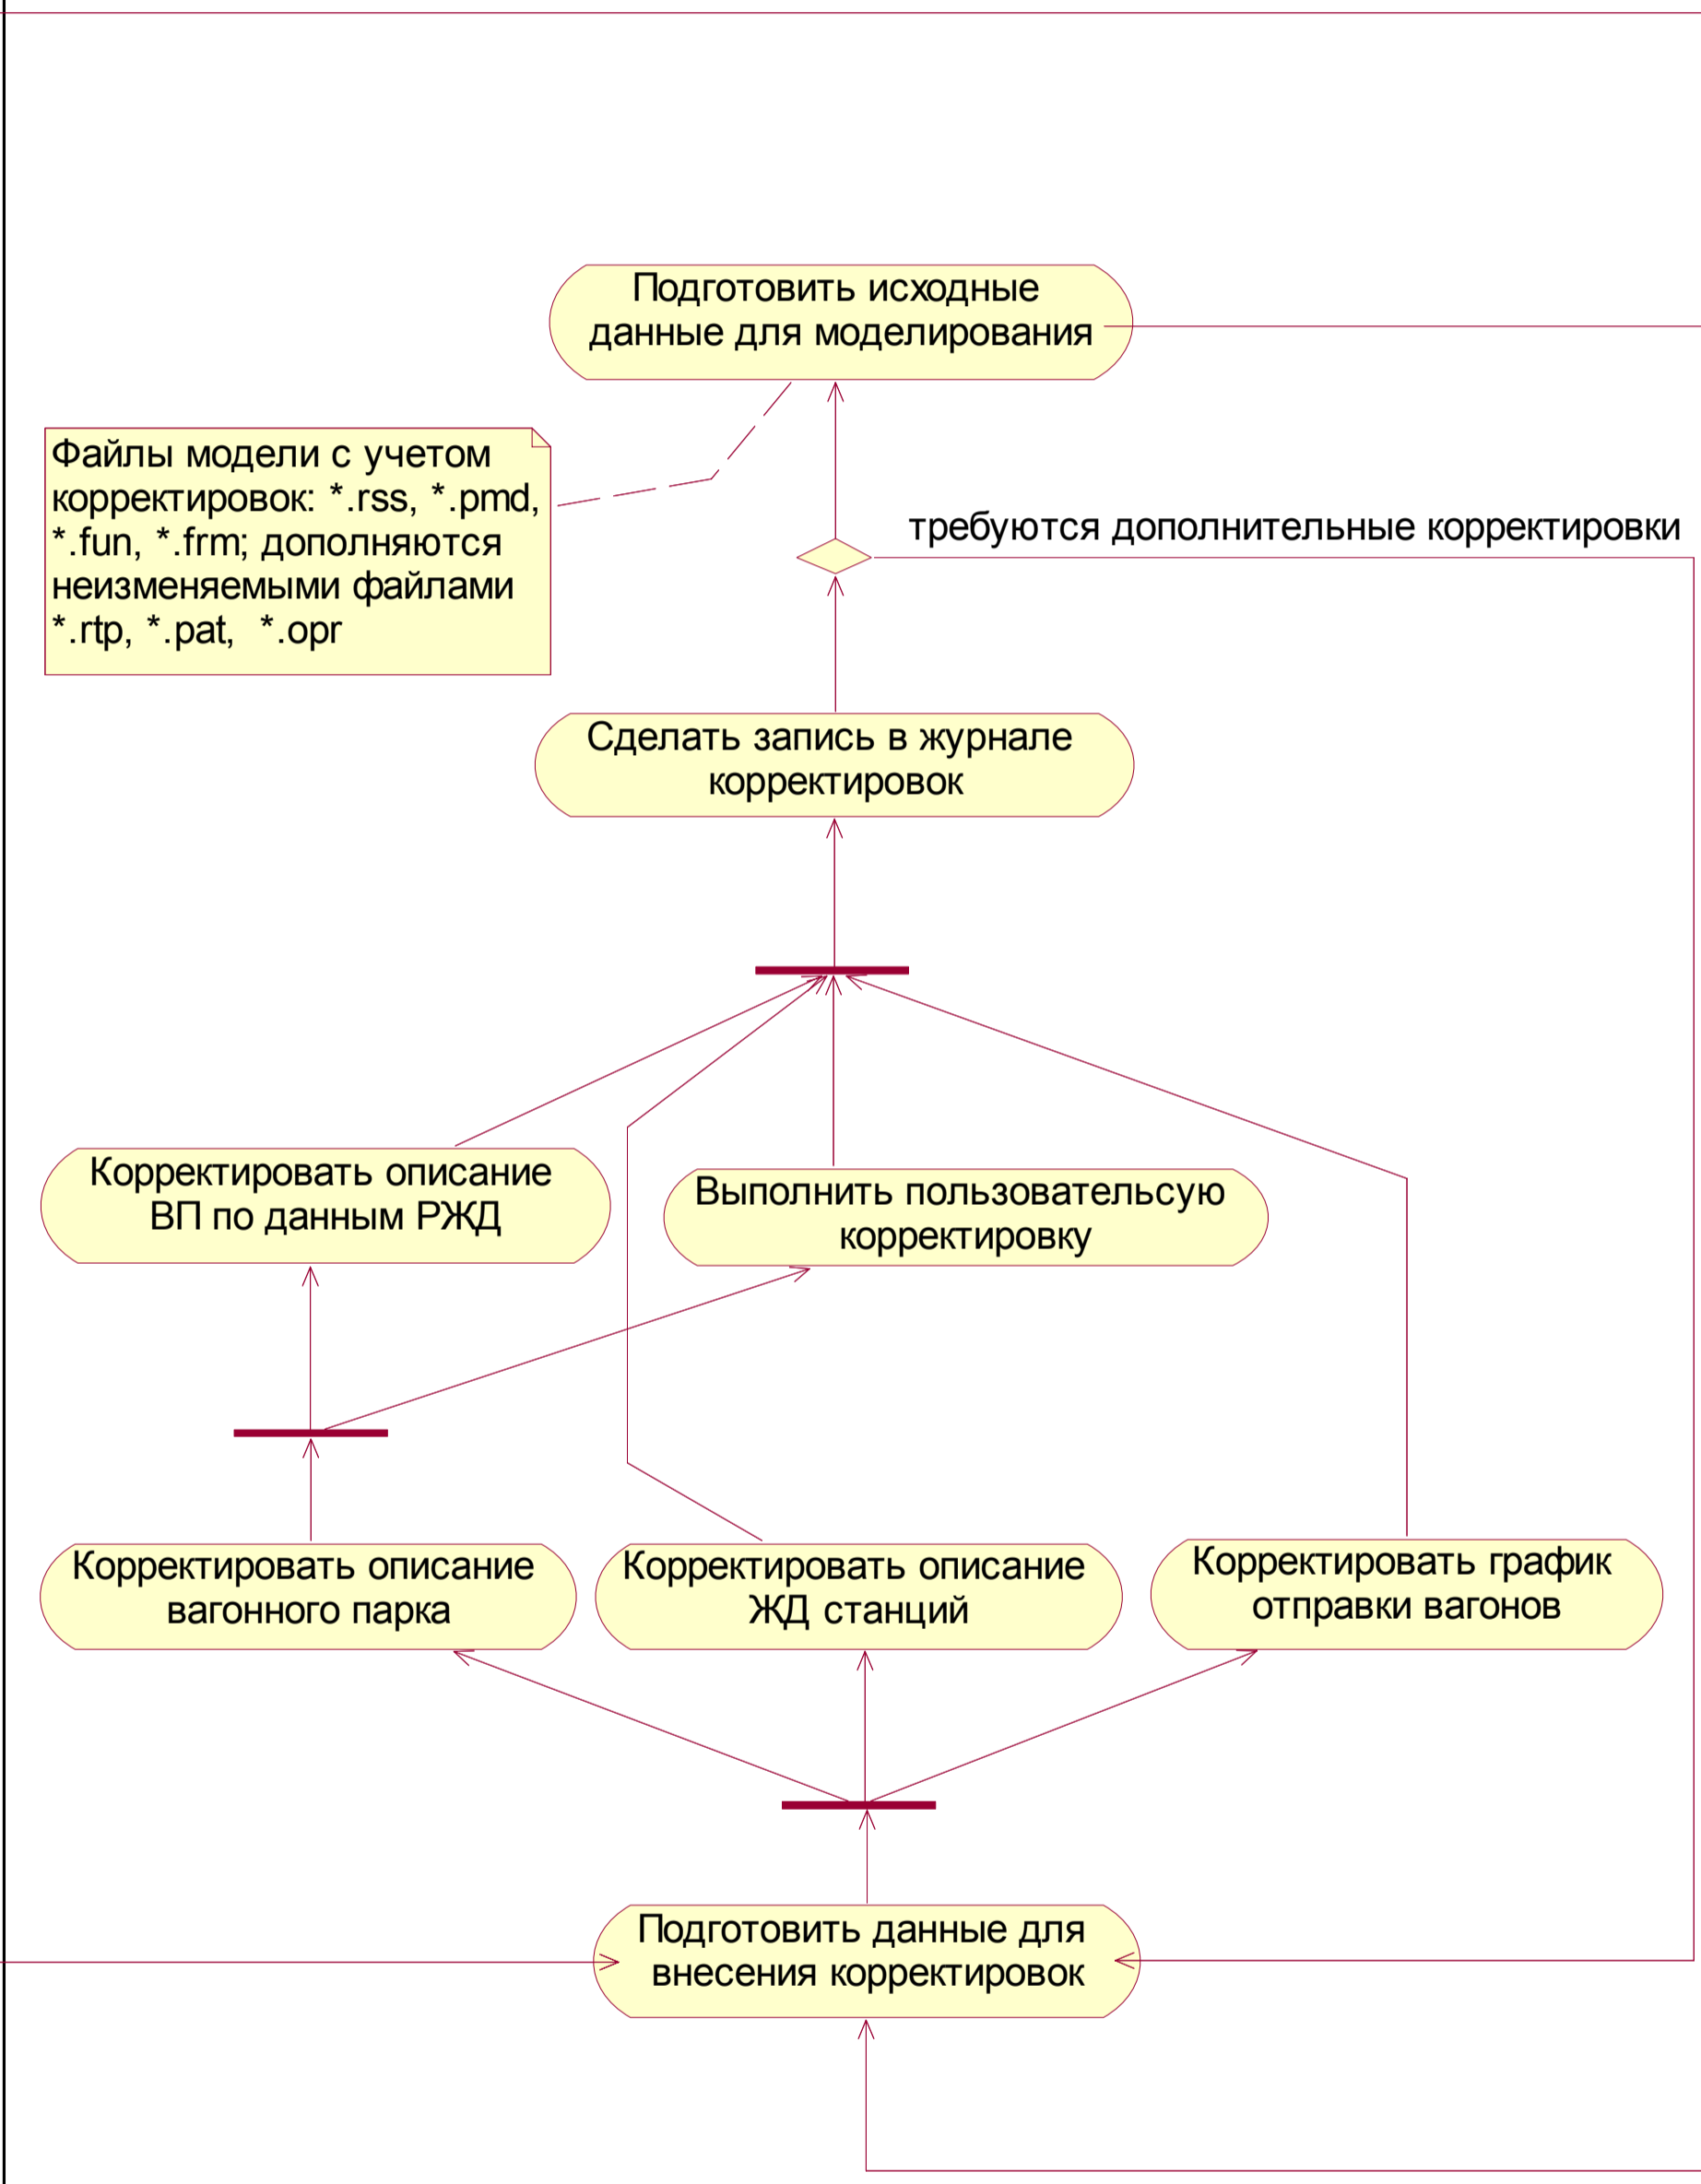 Подготовить исходные
данные для моделирования
Файлы модели с учетом
корректировок: *.rss, *.pmd,
*.fun, *.frm; дополняются
неизменяемыми файлами
*.rtp, *.pat, *.opr
требуются дополнительные корректировки
Сделать запись в журнале
корректировок
Корректировать описание
ВП по данным РЖД
Выполнить пользовательсую
корректировку
Корректировать описание
вагонного парка
Корректировать описание
ЖД станций
Корректировать график
отправки вагонов
Подготовить данные для
внесения корректировок